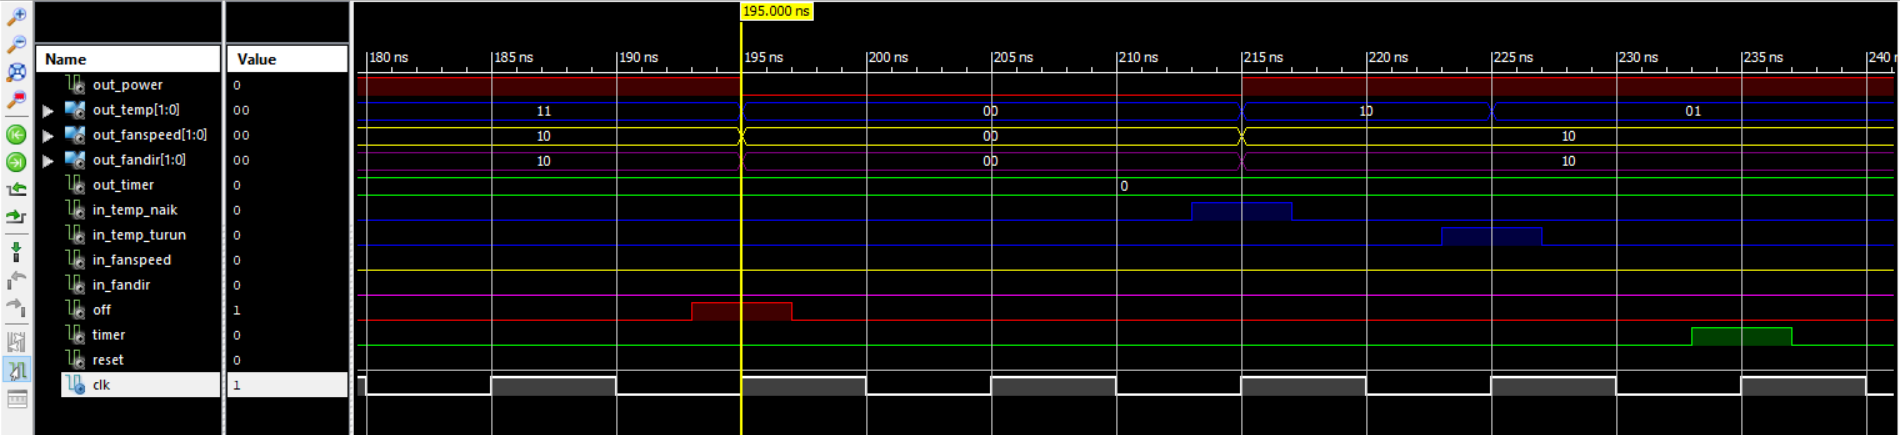 195.000 ns
Name Value
180 ns 185 ns 190 ns 195 ns 200 ns 205 ns 210 ns 215 ns 220 ns 225 ns 230 ns 235 ns 240 n
out_power 0
out_temp[1:0] 00 11 00 10 01
out_fanspeed[1:0] 00 10 00 10
out_fandir[1:0] 00 10 00 10
out_timer 0 0
in_temp_naik 0
in_temp_turun 0
in_fanspeed 0
in_fandir 0
off 1
timer 0
reset 0
clk 1